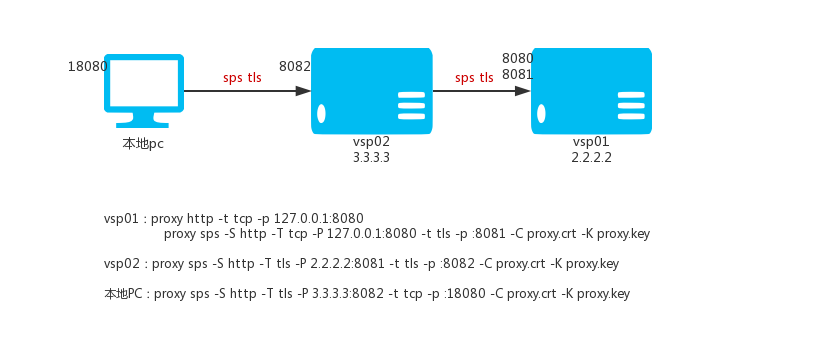 18080
sps tls
8082
sps tls
8080
8081
本地pc
vsp02
3.3.3.3
vsp01
2.2.2.2
vsp01：proxy http -t tcp -p 127.0.0.1:8080
proxy sps -S http -T tcp -P 127.0.0.1:8080 -t tls -p :8081 -C proxy.crt -K proxy.key
vsp02：proxy sps -S http -T tls -P 2.2.2.2:8081 -t tls -p :8082 -C proxy.crt -K proxy.key
本地PC：proxy sps -S http -T tls -P 3.3.3.3:8082 -t tcp -p :18080 -C proxy.crt -K proxy.key